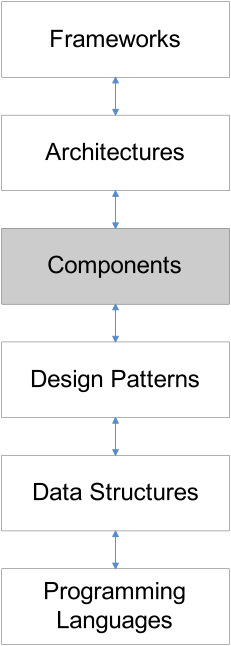 Frameworks
Architectures
Components
Design Patterns
Data Structures
Programming
Languages